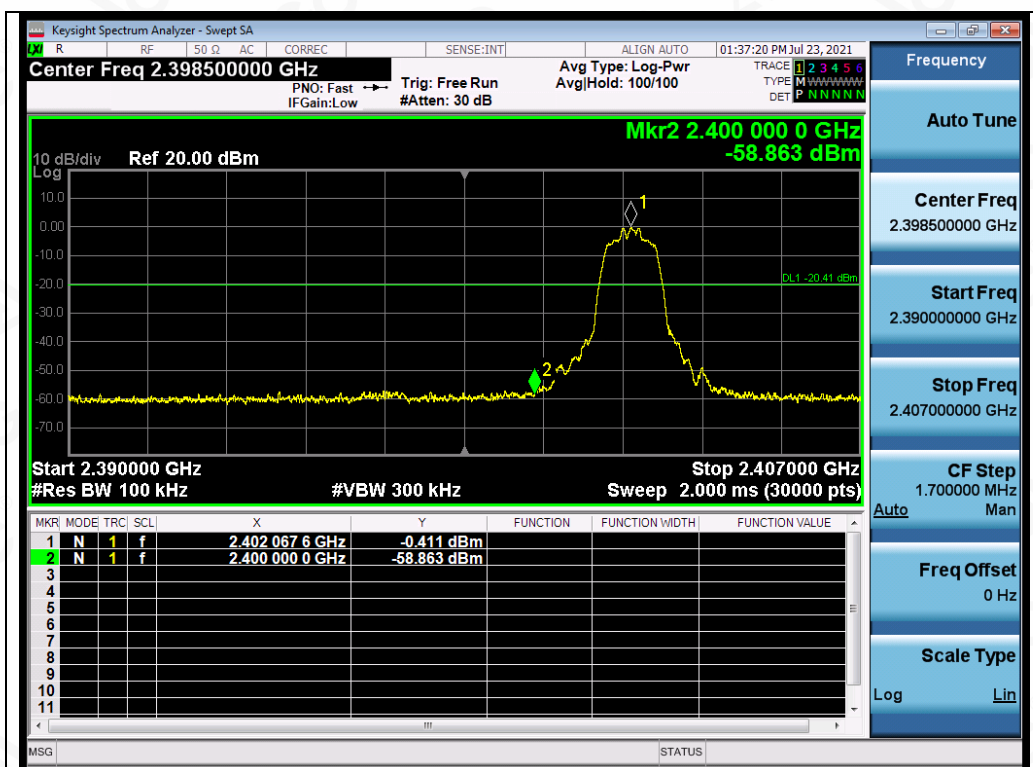 Keysight Spectrum Analyzer - Swept SA
LXI R RF 50 Ω AC CORREC SENSE:INT ALIGN AUTO 01:37:20 PM Jul 23, 2021
Center Freq 2.398500000 GHz
PNO: Fast
IFGain:Low
Trig: Free Run
#Atten: 30 dB
Avg Type: Log-Pwr
Avg|Hold: 100/100
TRACE 1 2 3 4 5 6
TYPE M W W W W W
DET P N N N N N
Mkr2 2.400 000 0 GHz
-58.863 dBm
10 dB/div Ref 20.00 dBm
Log
10.0
0.00
-10.0
-20.0
-30.0
-40.0
-50.0
-60.0
-70.0
1
DL1 -20.41 dBm
2
Start 2.390000 GHz Stop 2.407000 GHz
#Res BW 100 kHz #VBW 300 kHz Sweep 2.000 ms (30000 pts)
MKR MODE TRC SCL X Y FUNCTION FUNCTION WIDTH FUNCTION VALUE
1 N 1 f 2.402 067 6 GHz -0.411 dBm
2 N 1 f 2.400 000 0 GHz -58.863 dBm
3
4
5
6
7
8
9
10
11
MSG STATUS
Frequency
Auto Tune
Center Freq
2.398500000 GHz
Start Freq
2.390000000 GHz
Stop Freq
2.407000000 GHz
CF Step
1.700000 MHz
Auto Man
Freq Offset
0 Hz
Scale Type
Log Lin